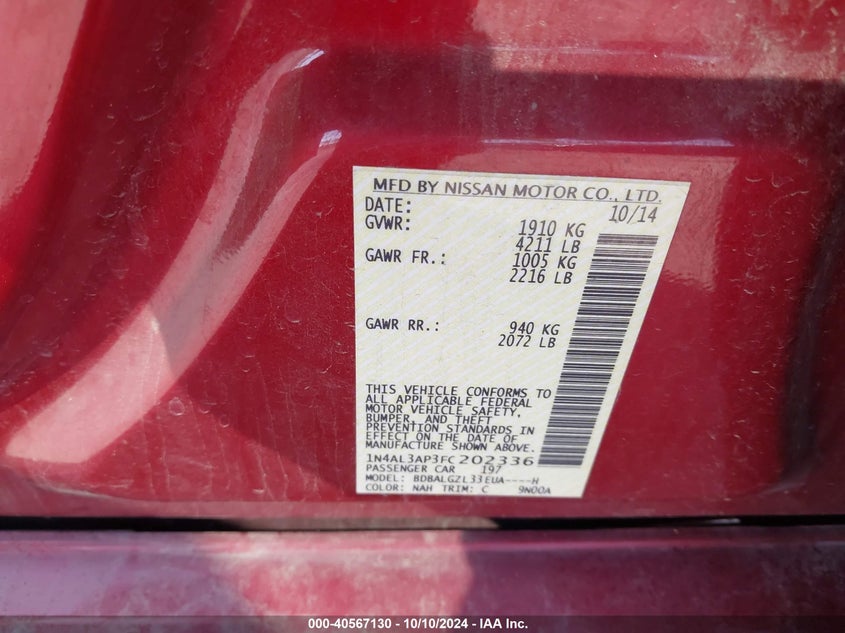 MFD BY NISSAN MOTOR CO., LTD.
DATE: 10/14
GVWR: 1910 KG
4211 LB
GAWR FR.: 1005 KG
2216 LB
GAWR RR.: 940 KG
2072 LB
THIS VEHICLE CONFORMS TO
ALL APPLICABLE FEDERAL
MOTOR VEHICLE SAFETY,
BUMPER, AND THEFT
PREVENTION STANDARDS IN
EFFECT ON THE DATE OF
MANUFACTURE SHOWN ABOVE.
1N4AL3AP3FC202336
PASSENGER CAR 197
MODEL: BDBALGZL33EUA----H
COLOR: NAH TRIM: C 9N00A
000-40567130 - 10/10/2024 - IAA Inc.